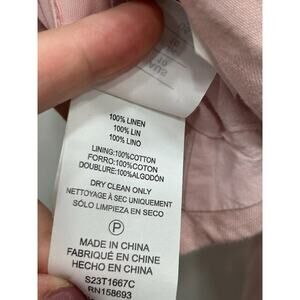 100% LINEN
100% LIN
100% LINO
LINING:100%COTTON
FORRO:100%COTON
DOUBLURE:100%ALGODÓN
DRY CLEAN ONLY
NETTOYAGE À SEC UNIQUEMENT
SÓLO LIMPIEZA EN SECO
P
MADE IN CHINA
FABRIQUÉ EN CHINE
HECHO EN CHINA
S23T1667C
RN158693